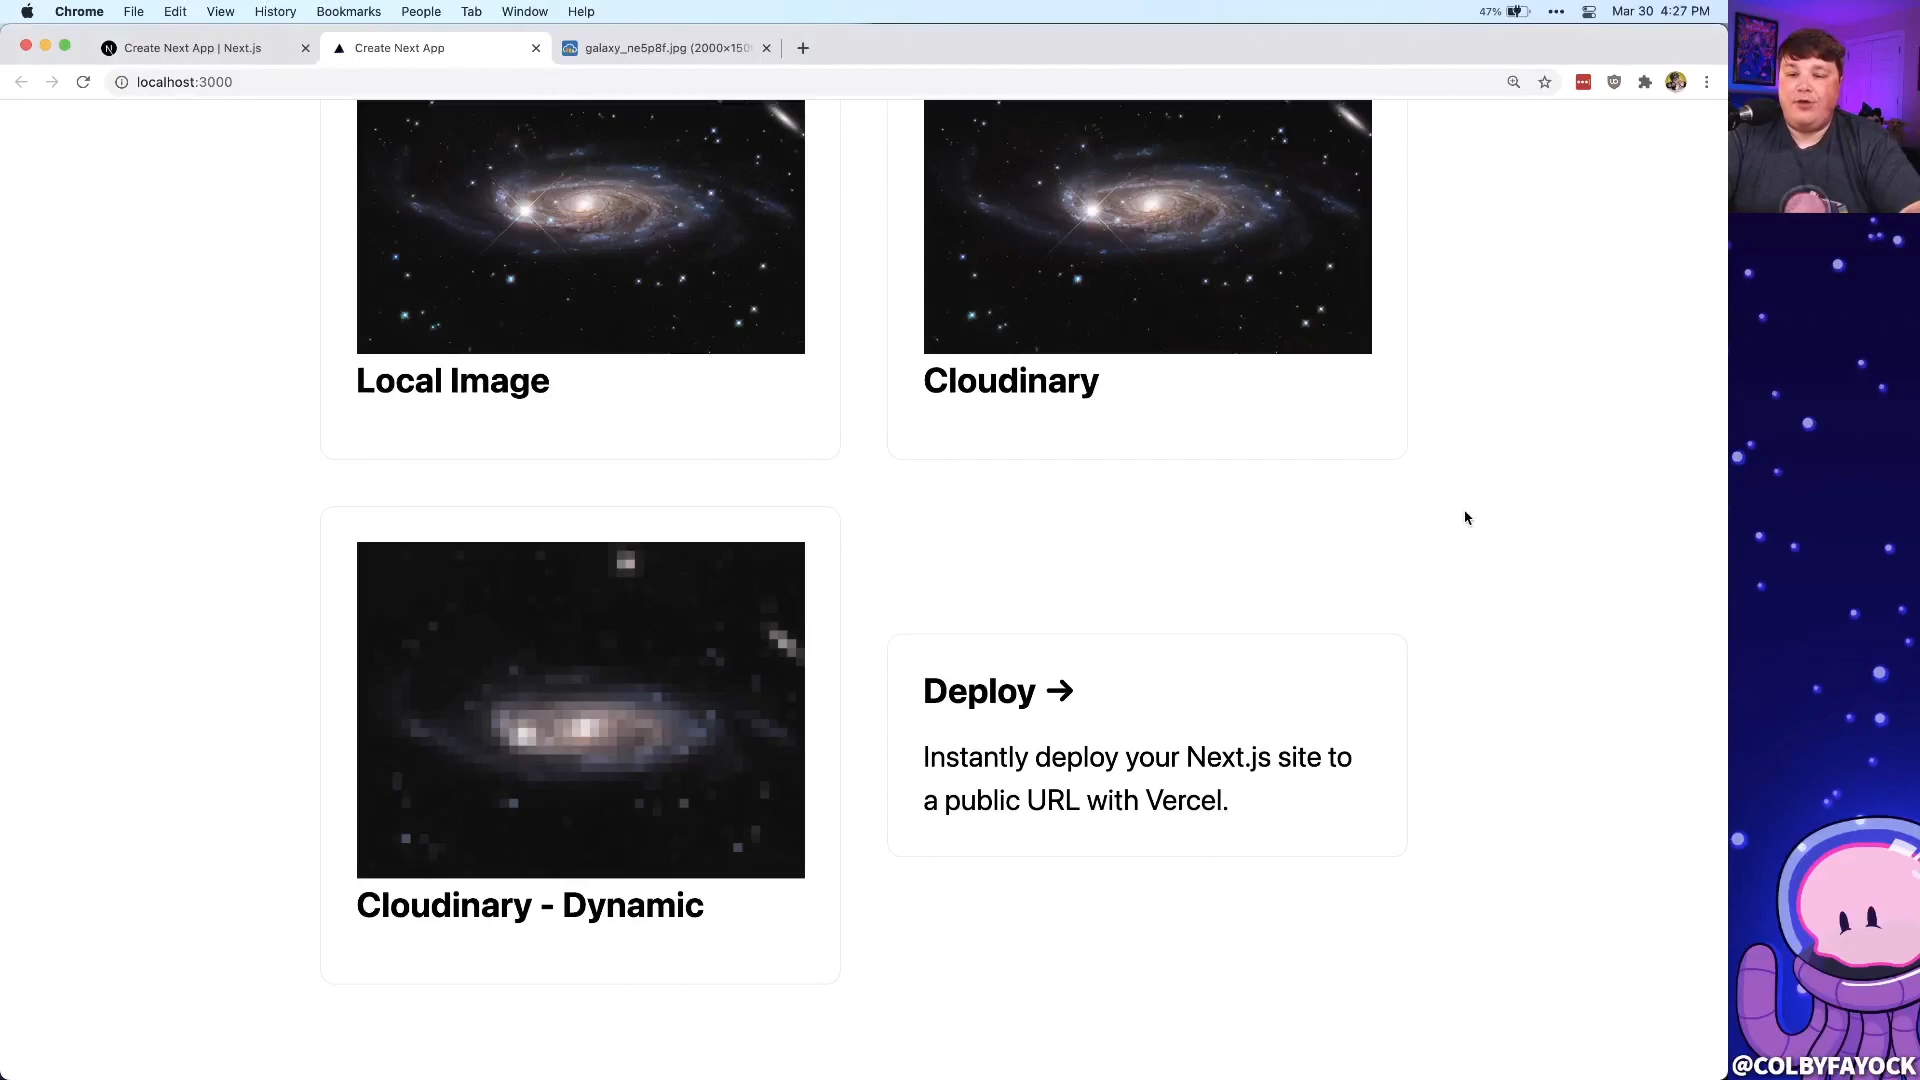 Chrome File Edit View History Bookmarks People Tab Window Help 47% Mar 30 4:27 PM
Create Next App | Next.js Create Next App galaxy_ne5p8f.jpg (2000×150
localhost:3000
Local Image
Cloudinary
Cloudinary - Dynamic
Deploy →
Instantly deploy your Next.js site to
a public URL with Vercel.
@COLBYFAYOCK